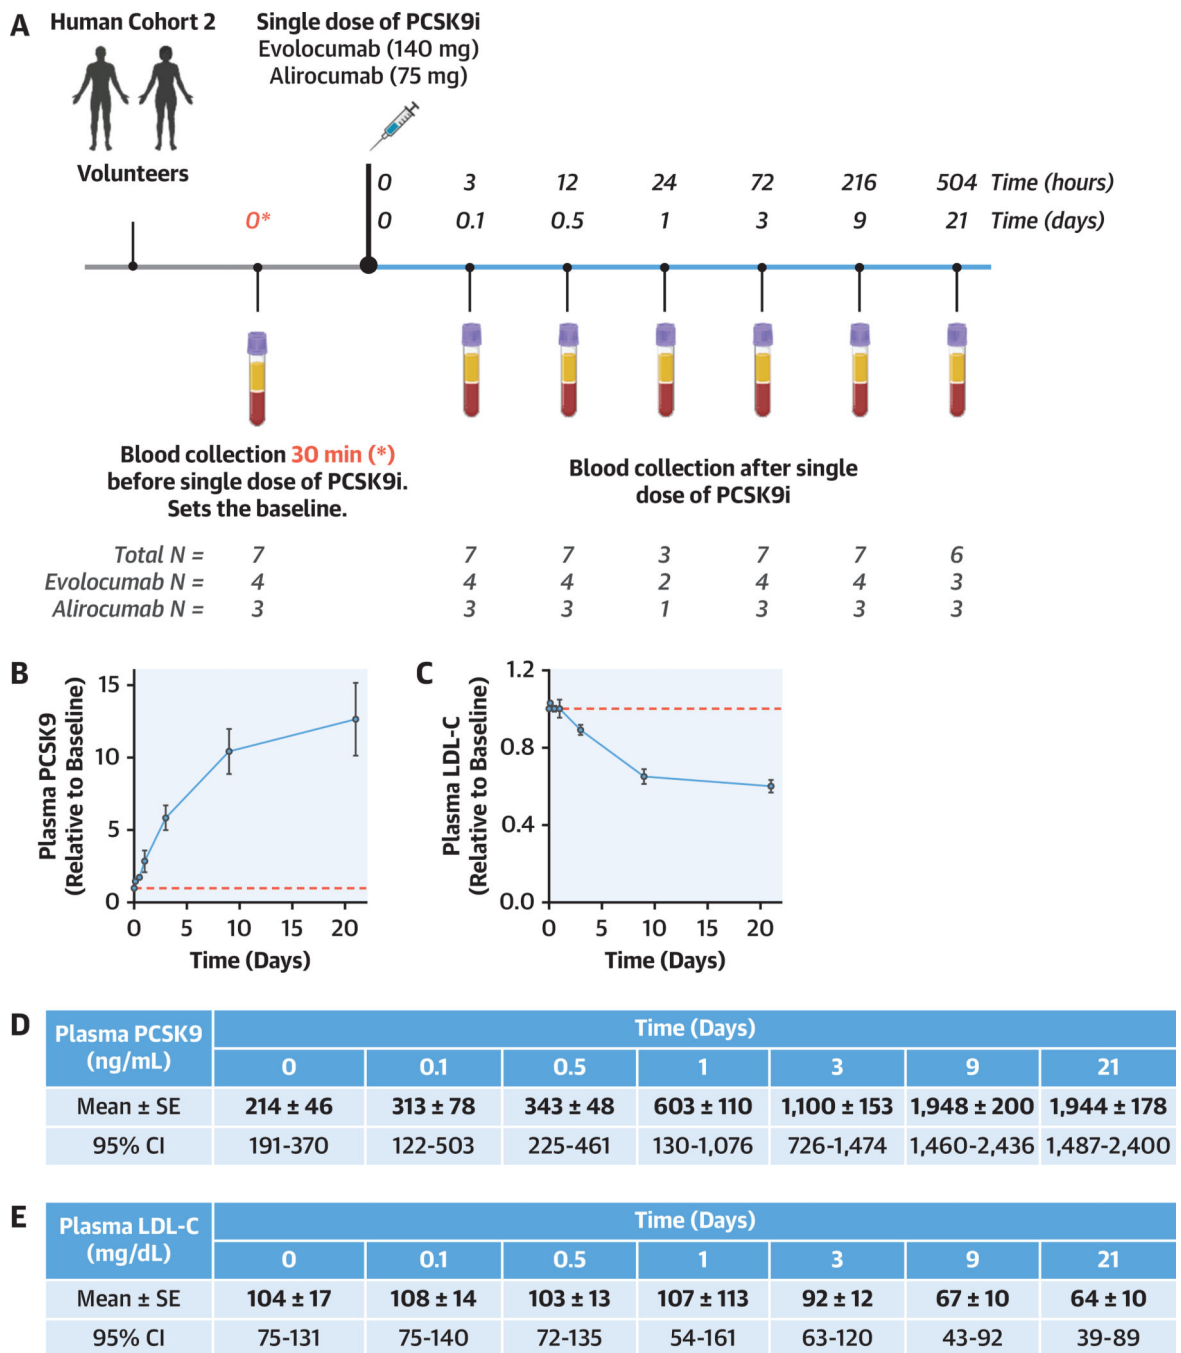 A
Human Cohort 2
Volunteers
Single dose of PCSK9i
Evolocumab (140 mg)
Alirocumab (75 mg)
0 3 12 24 72 216 504 Time (hours)
0* 0 0.1 0.5 1 3 9 21 Time (days)
Blood collection 30 min (*)
before single dose of PCSK9i.
Sets the baseline.
Blood collection after single
dose of PCSK9i
Total N = 7 7 7 3 7 7 6
Evolocumab N = 4 4 4 2 4 4 3
Alirocumab N = 3 3 3 1 3 3 3
B
Plasma PCSK9
(Relative to Baseline)
15
10
5
0
0 5 10 15 20
Time (Days)
C
Plasma LDL-C
(Relative to Baseline)
1.2
0.8
0.4
0.0
0 5 10 15 20
Time (Days)
D
Plasma PCSK9
(ng/mL)
Time (Days)
0 0.1 0.5 1 3 9 21
Mean ± SE 214 ± 46 313 ± 78 343 ± 48 603 ± 110 1,100 ± 153 1,948 ± 200 1,944 ± 178
95% CI 191-370 122-503 225-461 130-1,076 726-1,474 1,460-2,436 1,487-2,400
E
Plasma LDL-C
(mg/dL)
Time (Days)
0 0.1 0.5 1 3 9 21
Mean ± SE 104 ± 17 108 ± 14 103 ± 13 107 ± 113 92 ± 12 67 ± 10 64 ± 10
95% CI 75-131 75-140 72-135 54-161 63-120 43-92 39-89